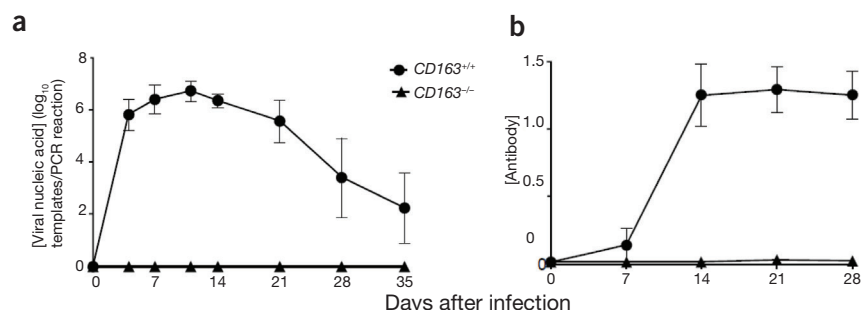 a
[Viral nucleic acid] (log10
templates/PCR reaction)
8
6
4
2
0
0 7 14 21 28 35
CD163+/+
CD163–/–
b
[Antibody]
1.5
1.0
0.5
0
0
0 7 14 21 28
Days after infection